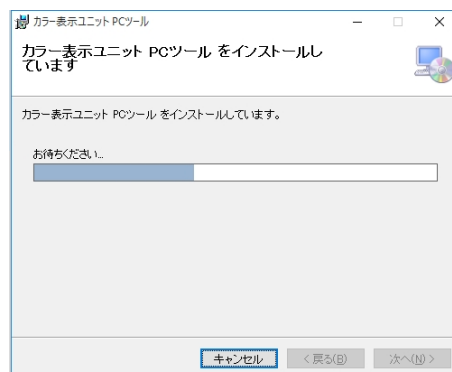 カラー表示ユニット PCツール
カラー表示ユニット PCツール をインストールし
ています
カラー表示ユニット PCツール をインストールしています。
お待ちください...
キャンセル
< 戻る(B)
次へ(N) >